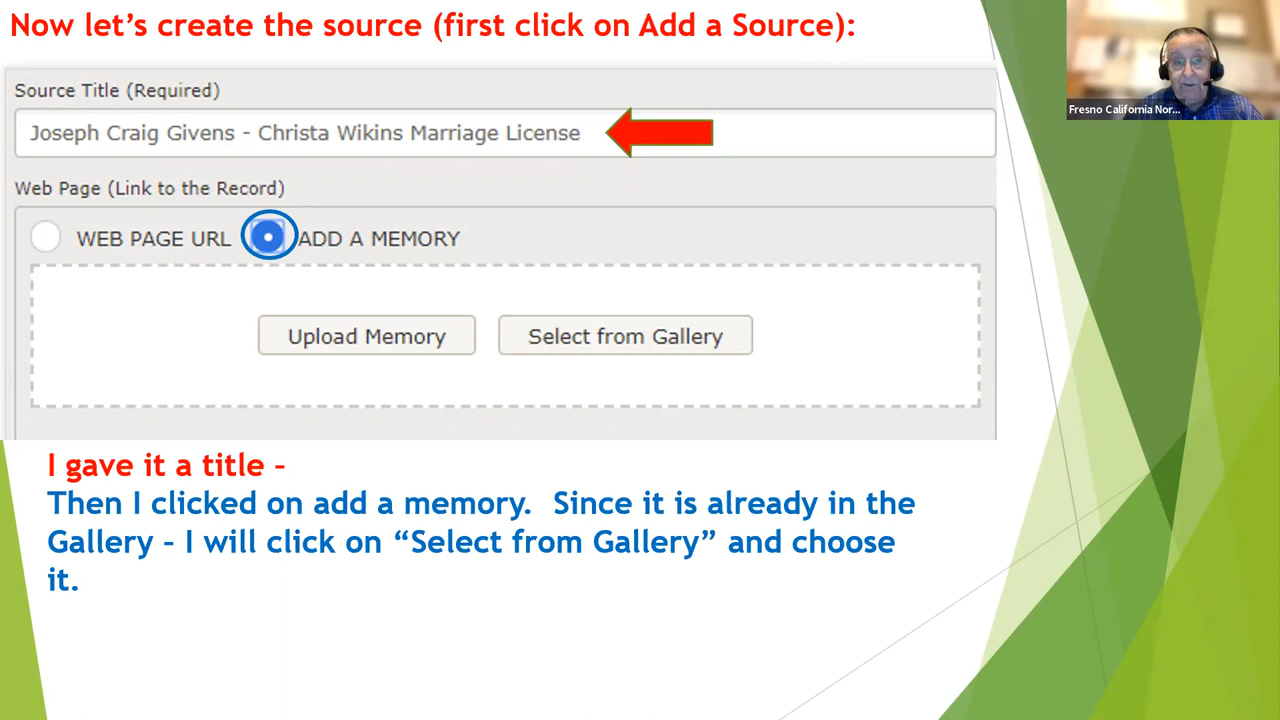 Now let's create the source (first click on Add a Source):
Fresno California Nor...
Source Title (Required)
Joseph Craig Givens - Christa Wikins Marriage License
Web Page (Link to the Record)
WEB PAGE URL ADD A MEMORY
Upload Memory Select from Gallery
I gave it a title –
Then I clicked on add a memory.  Since it is already in the
Gallery – I will click on “Select from Gallery” and choose
it.